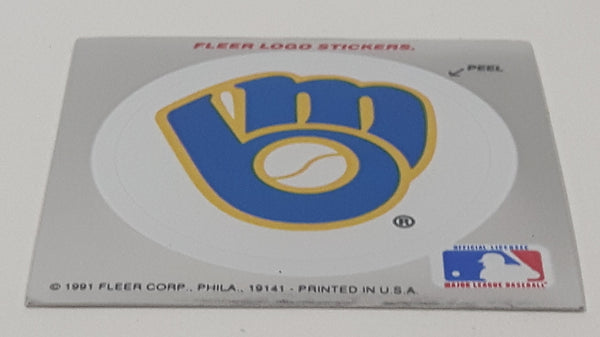 FLEER LOGO STICKERS.
PEEL
®
OFFICIAL LICENSEE
MAJOR LEAGUE BASEBALL
© 1991 FLEER CORP., PHILA., 19141 - PRINTED IN U.S.A.